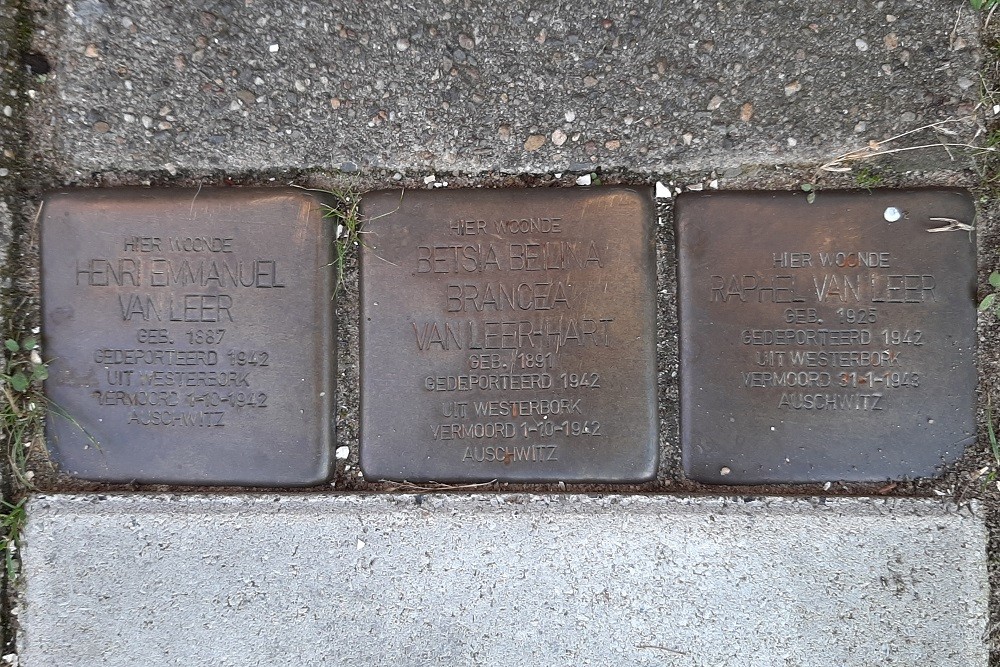 HIER WOONDE
HENRI EMMANUEL
VAN LEER
GEB. 1887
GEDEPORTEERD 1942
UIT WESTERBORK
VERMOORD 1-10-1942
AUSCHWITZ
HIER WOONDE
BETSIA BELINA
BRANCEA
VAN LEER-HART
GEB. 1891
GEDEPORTEERD 1942
UIT WESTERBORK
VERMOORD 1-10-1942
AUSCHWITZ
HIER WOONDE
RAPHEL VAN LEER
GEB. 1925
GEDEPORTEERD 1942
UIT WESTERBORK
VERMOORD 31-1-1943
AUSCHWITZ